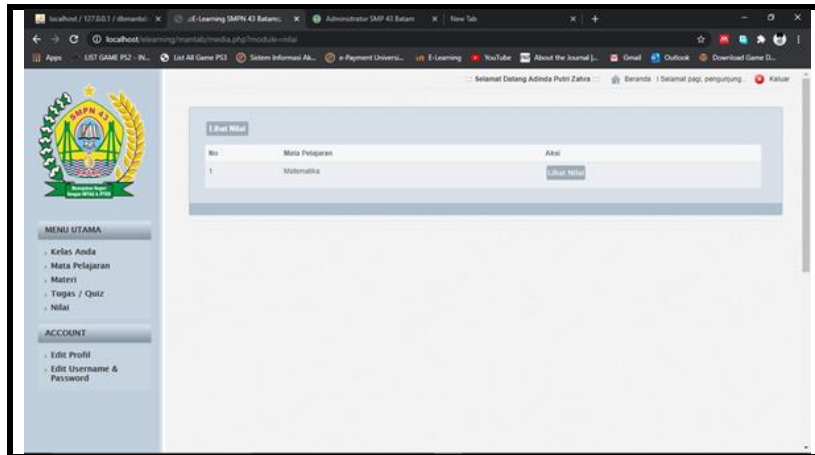 localhost / 127.0.0.1 /
E-Learning SMPN 43 Batam
Administrator SMP 43 Batam
New Tab
localhost/elearning/mantab/media.php?module=nilai
Apps
LIST GAME PS2 - IN...
List All Game PS3
Sistem Informasi Ak...
e-Payment Universi...
E-Learning
YouTube
About the Journal |...
Gmail
Outlook
Download Game D...
::: Selamat Datang Adinda Putri Zahra :::
Beranda
! Selamat pagi, pengunjung...
Keluar
SMPN 43
Lihat Nilai
No Mata Pelajaran Aksi
1 Matematika Lihat Nilai
MENU UTAMA
› Kelas Anda
› Mata Pelajaran
› Materi
› Tugas / Quiz
› Nilai
ACCOUNT
› Edit Profil
› Edit Username &
Password